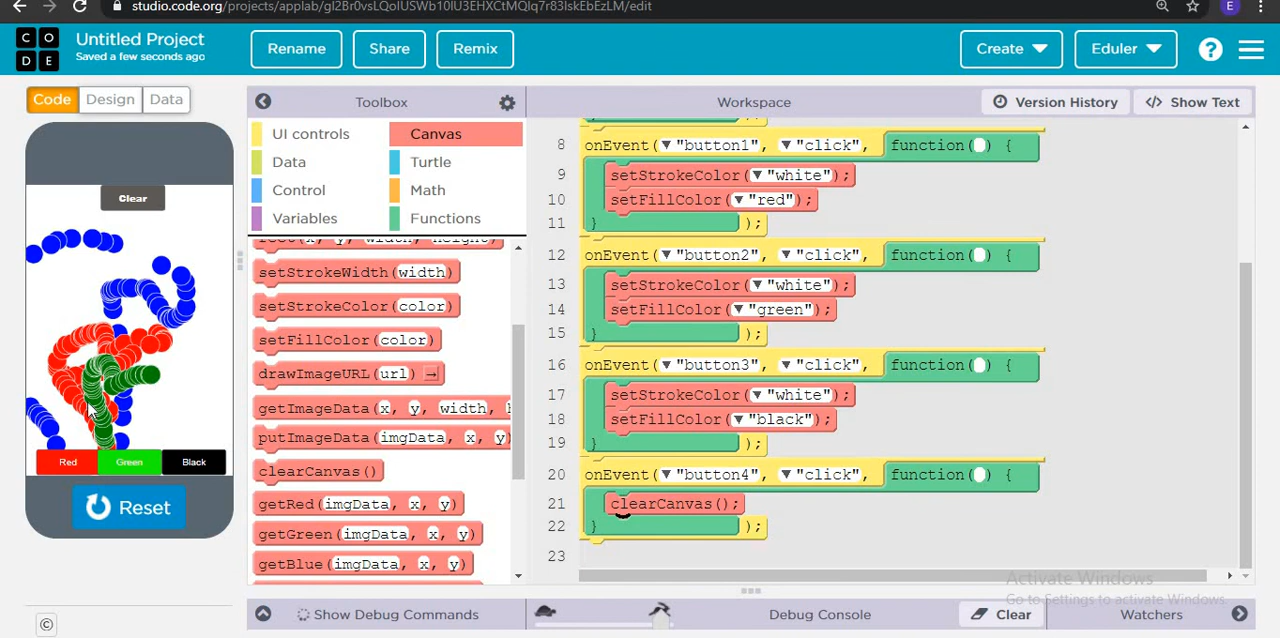 studio.code.org/projects/applab/gl2Br0vsLQolUSWb10lU3EHXCtMQlq7r83lskEbEzLM/edit
E
C O D E
Untitled Project
Saved a few seconds ago
Rename
Share
Remix
Create
Eduler
?
Code
Design
Data
Toolbox
Workspace
Version History
</> Show Text
UI controls
Canvas
Data
Turtle
Control
Math
Variables
Functions
rect(x, y, width, height)
setStrokeWidth(width)
setStrokeColor(color)
setFillColor(color)
drawImageURL(url)
getImageData(x, y, width,
putImageData(imgData, x, y)
clearCanvas()
getRed(imgData, x, y)
getGreen(imgData, x, y)
getBlue(imgData, x, y)
8 onEvent("button1", "click", function() {
9 setStrokeColor("white");
10 setFillColor("red");
11 });
12 onEvent("button2", "click", function() {
13 setStrokeColor("white");
14 setFillColor("green");
15 });
16 onEvent("button3", "click", function() {
17 setStrokeColor("white");
18 setFillColor("black");
19 });
20 onEvent("button4", "click", function() {
21 clearCanvas();
22 });
23
Clear
Red
Green
Black
Reset
©
Show Debug Commands
Debug Console
Clear
Watchers
Activate Windows
Go to Settings to activate Windows.